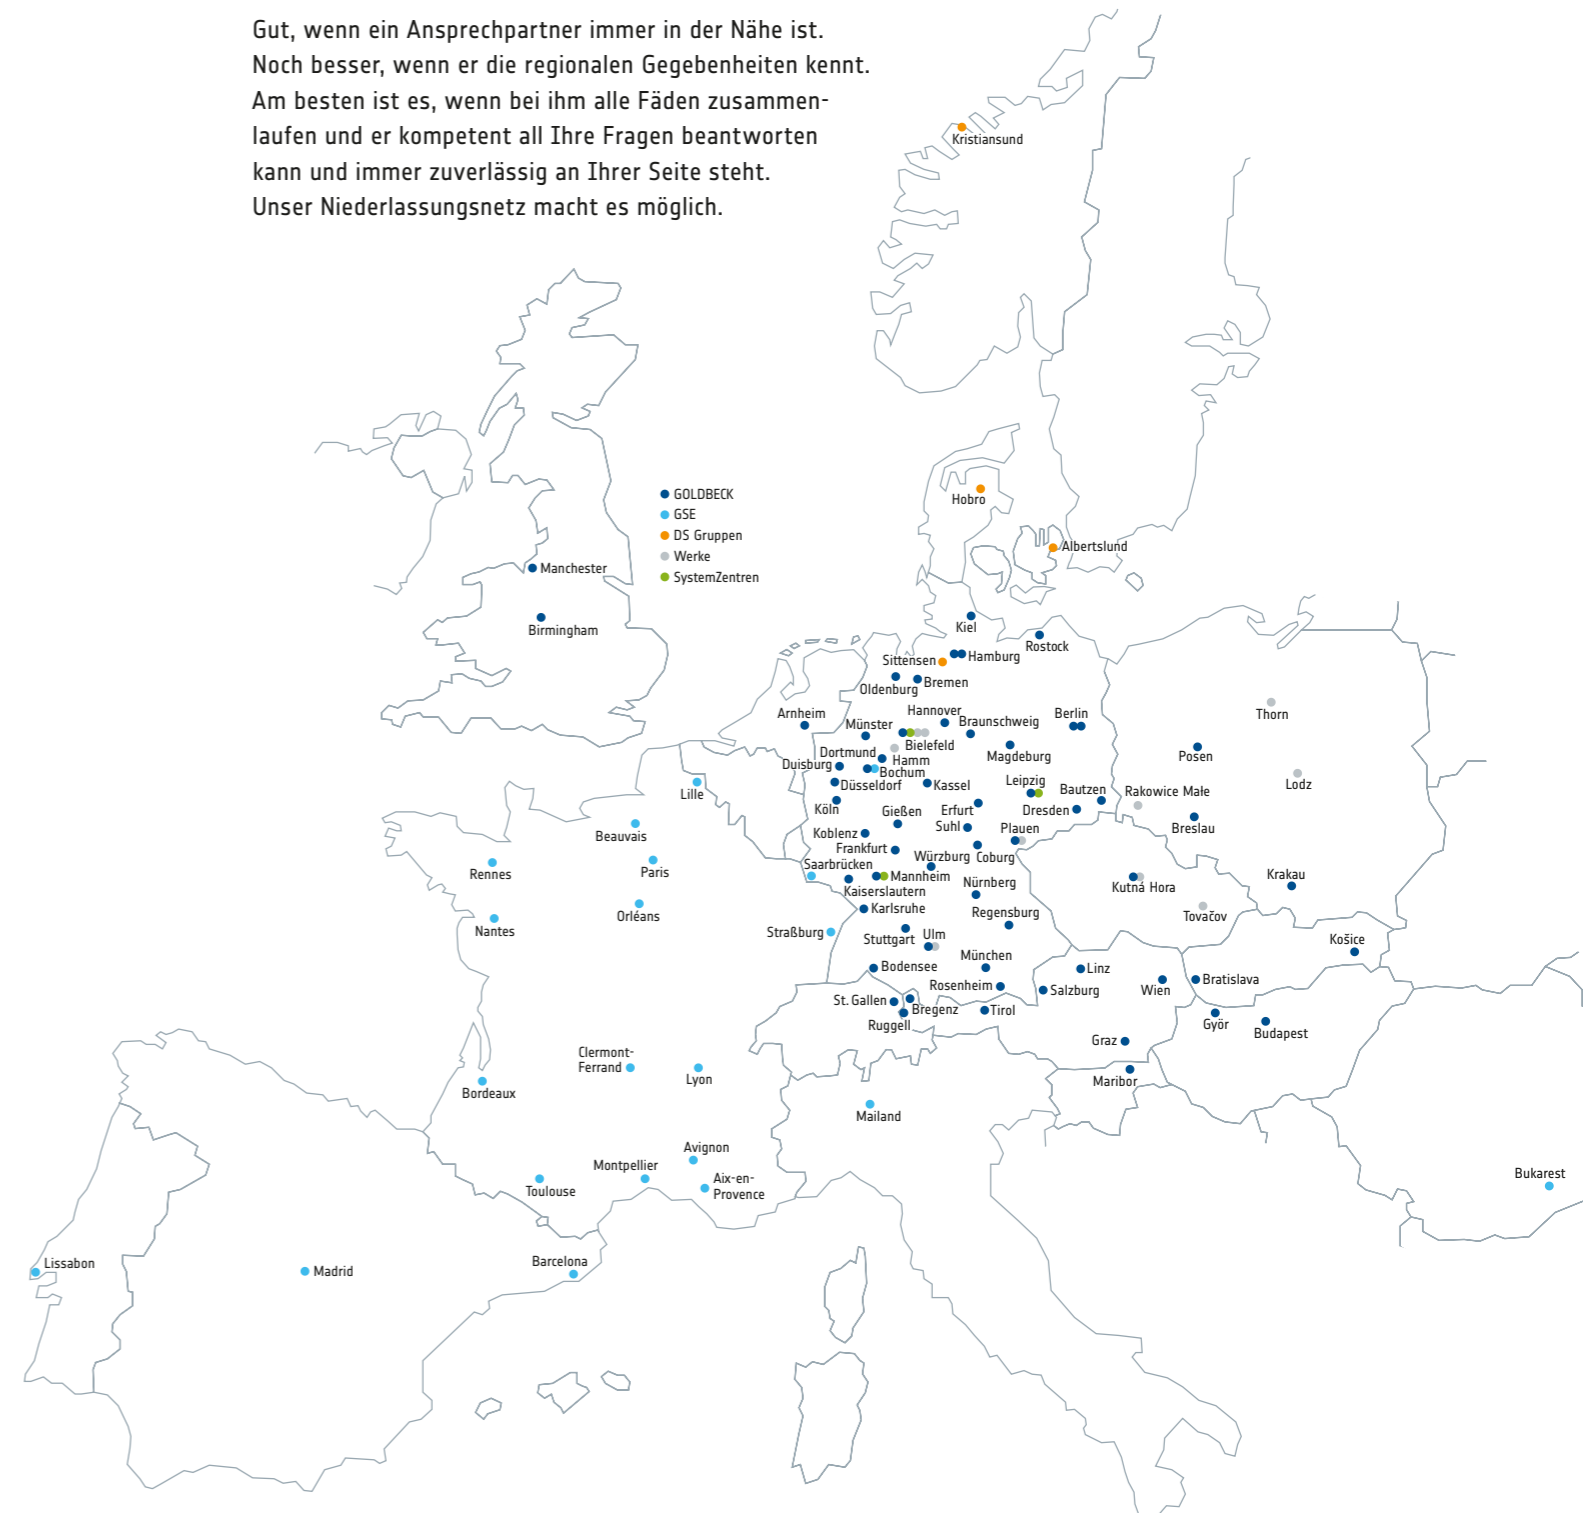 Gut, wenn ein Ansprechpartner immer in der Nähe ist.
Noch besser, wenn er die regionalen Gegebenheiten kennt.
Am besten ist es, wenn bei ihm alle Fäden zusammen-
laufen und er kompetent all Ihre Fragen beantworten
kann und immer zuverlässig an Ihrer Seite steht.
Unser Niederlassungsnetz macht es möglich.
Kristiansund
GOLDBECK
GSE
DS Gruppen
Werke
SystemZentren
Hobro
Albertslund
Manchester
Birmingham
Kiel
Rostock
Sittensen
Hamburg
Oldenburg
Bremen
Arnheim
Münster
Hannover
Braunschweig
Berlin
Thorn
Bielefeld
Dortmund
Hamm
Magdeburg
Posen
Duisburg
Bochum
Düsseldorf
Kassel
Leipzig
Bautzen
Rakowice Małe
Lodz
Lille
Köln
Gießen
Erfurt
Dresden
Breslau
Beauvais
Koblenz
Suhl
Plauen
Frankfurt
Würzburg
Coburg
Saarbrücken
Rennes
Paris
Mannheim
Kaiserslautern
Nürnberg
Kutná Hora
Krakau
Karlsruhe
Regensburg
Tovačov
Orléans
Nantes
Straßburg
Stuttgart
Ulm
Košice
München
Bodensee
Linz
Rosenheim
Salzburg
Wien
Bratislava
St. Gallen
Bregenz
Tirol
Ruggell
Györ
Budapest
Graz
Clermont-
Ferrand
Lyon
Maribor
Bordeaux
Mailand
Avignon
Montpellier
Aix-en-
Provence
Toulouse
Bukarest
Lissabon
Madrid
Barcelona